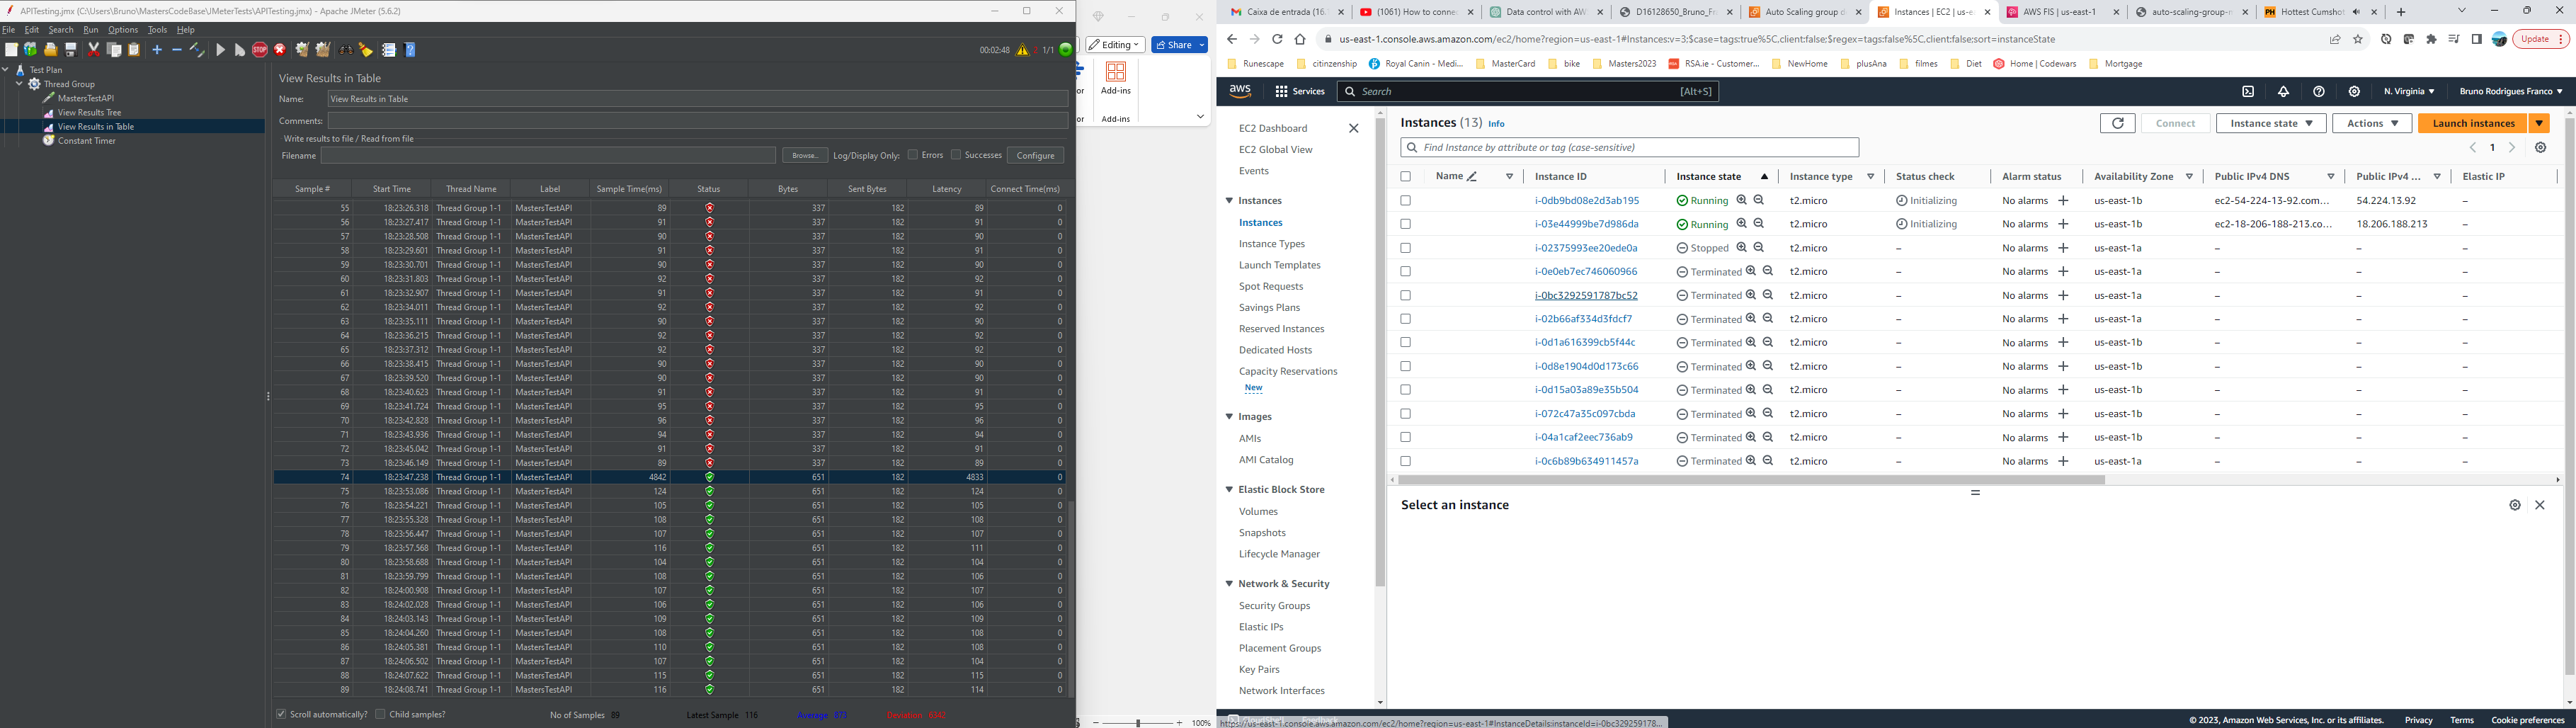 APITesting.jmx (C:\Users\Bruno\MastersCodeBase\JMeterTests\APITesting.jmx) - Apache JMeter (5.6.2)
File Edit Search Run Options Tools Help
00:02:48 2 1/1
Test Plan
Thread Group
MastersTestAPI
View Results Tree
View Results in Table
Constant Timer
View Results in Table
Name: View Results in Table
Comments:
Write results to file / Read from file
Filename Browse... Log/Display Only: Errors Successes Configure
Sample # Start Time Thread Name Label Sample Time(ms) Status Bytes Sent Bytes Latency Connect Time(ms)
55 18:23:26.318 Thread Group 1-1 MastersTestAPI 89 337 182 89 0
56 18:23:27.417 Thread Group 1-1 MastersTestAPI 91 337 182 91 0
57 18:23:28.508 Thread Group 1-1 MastersTestAPI 90 337 182 90 0
58 18:23:29.601 Thread Group 1-1 MastersTestAPI 91 337 182 91 0
59 18:23:30.701 Thread Group 1-1 MastersTestAPI 90 337 182 90 0
60 18:23:31.803 Thread Group 1-1 MastersTestAPI 92 337 182 92 0
61 18:23:32.907 Thread Group 1-1 MastersTestAPI 91 337 182 91 0
62 18:23:34.011 Thread Group 1-1 MastersTestAPI 92 337 182 92 0
63 18:23:35.111 Thread Group 1-1 MastersTestAPI 90 337 182 90 0
64 18:23:36.215 Thread Group 1-1 MastersTestAPI 92 337 182 92 0
65 18:23:37.312 Thread Group 1-1 MastersTestAPI 92 337 182 92 0
66 18:23:38.415 Thread Group 1-1 MastersTestAPI 90 337 182 90 0
67 18:23:39.520 Thread Group 1-1 MastersTestAPI 90 337 182 90 0
68 18:23:40.623 Thread Group 1-1 MastersTestAPI 91 337 182 91 0
69 18:23:41.724 Thread Group 1-1 MastersTestAPI 95 337 182 95 0
70 18:23:42.828 Thread Group 1-1 MastersTestAPI 96 337 182 96 0
71 18:23:43.936 Thread Group 1-1 MastersTestAPI 94 337 182 94 0
72 18:23:45.042 Thread Group 1-1 MastersTestAPI 91 337 182 91 0
73 18:23:46.149 Thread Group 1-1 MastersTestAPI 89 337 182 89 0
74 18:23:47.238 Thread Group 1-1 MastersTestAPI 4842 651 182 4833 0
75 18:23:53.086 Thread Group 1-1 MastersTestAPI 124 651 182 124 0
76 18:23:54.221 Thread Group 1-1 MastersTestAPI 105 651 182 105 0
77 18:23:55.328 Thread Group 1-1 MastersTestAPI 108 651 182 108 0
78 18:23:56.447 Thread Group 1-1 MastersTestAPI 107 651 182 107 0
79 18:23:57.568 Thread Group 1-1 MastersTestAPI 116 651 182 111 0
80 18:23:58.688 Thread Group 1-1 MastersTestAPI 104 651 182 104 0
81 18:23:59.799 Thread Group 1-1 MastersTestAPI 108 651 182 106 0
82 18:24:00.908 Thread Group 1-1 MastersTestAPI 107 651 182 107 0
83 18:24:02.028 Thread Group 1-1 MastersTestAPI 106 651 182 106 0
84 18:24:03.143 Thread Group 1-1 MastersTestAPI 109 651 182 109 0
85 18:24:04.260 Thread Group 1-1 MastersTestAPI 108 651 182 108 0
86 18:24:05.381 Thread Group 1-1 MastersTestAPI 110 651 182 108 0
87 18:24:06.502 Thread Group 1-1 MastersTestAPI 107 651 182 104 0
88 18:24:07.622 Thread Group 1-1 MastersTestAPI 115 651 182 115 0
89 18:24:08.741 Thread Group 1-1 MastersTestAPI 116 651 182 114 0
Scroll automatically? Child samples? No of Samples 89 Latest Sample 116 Average Deviation
Editing Share
or Add-ins
or Add-ins
100%
Caixa de entrada (16. (1061) How to conne Data control with AW D16128650_Bruno_Fr Auto Scaling group d Instances | EC2 | us-e AWS FIS | us-east-1 auto-scaling-group-r Hottest Cumshot
us-east-1.console.aws.amazon.com/ec2/home?region=us-east-1#Instances:v=3;$case=tags:true%5C,client:false;$regex=tags:false%5C,client:false;sort=instanceState Update
Runescape citizenship Royal Canin - Medi... MasterCard bike Masters2023 RSA.ie - Customer... NewHome plusAna filmes Diet Home | Codewars Mortgage
aws Services Search [Alt+S] N. Virginia Bruno Rodrigues Franco
EC2 Dashboard
EC2 Global View
Events
Instances
Instances
Instance Types
Launch Templates
Spot Requests
Savings Plans
Reserved Instances
Dedicated Hosts
Capacity Reservations
New
Images
AMIs
AMI Catalog
Elastic Block Store
Volumes
Snapshots
Lifecycle Manager
Network & Security
Security Groups
Elastic IPs
Placement Groups
Key Pairs
Network Interfaces
Instances (13) Info Connect Instance state Actions Launch instances
Find Instance by attribute or tag (case-sensitive) 1
Name Instance ID Instance state Instance type Status check Alarm status Availability Zone Public IPv4 DNS Public IPv4 ... Elastic IP
i-0db9bd08e2d3ab195 Running t2.micro Initializing No alarms + us-east-1b ec2-54-224-13-92.com... 54.224.13.92 –
i-03e44999be7d986da Running t2.micro Initializing No alarms + us-east-1b ec2-18-206-188-213.co... 18.206.188.213 –
i-02375993ee20ede0a Stopped t2.micro – No alarms + us-east-1a – – –
i-0e0eb7ec746060966 Terminated t2.micro – No alarms + us-east-1a – – –
i-0bc3292591787bc52 Terminated t2.micro – No alarms + us-east-1a – – –
i-02b66af334d3fdcf7 Terminated t2.micro – No alarms + us-east-1a – – –
i-0d1a616399cb5f44c Terminated t2.micro – No alarms + us-east-1b – – –
i-0d8e1904d0d173c66 Terminated t2.micro – No alarms + us-east-1b – – –
i-0d15a03a89e35b504 Terminated t2.micro – No alarms + us-east-1b – – –
i-072c47a35c097cbda Terminated t2.micro – No alarms + us-east-1b – – –
i-04a1caf2eec736ab9 Terminated t2.micro – No alarms + us-east-1b – – –
i-0c6b89b634911457a Terminated t2.micro – No alarms + us-east-1a – – –
Select an instance
https://us-east-1.console.aws.amazon.com/ec2/home?region=us-east-1#InstanceDetails:instanceId=i-0bc329259178...
© 2023, Amazon Web Services, Inc. or its affiliates. Privacy Terms Cookie preferences